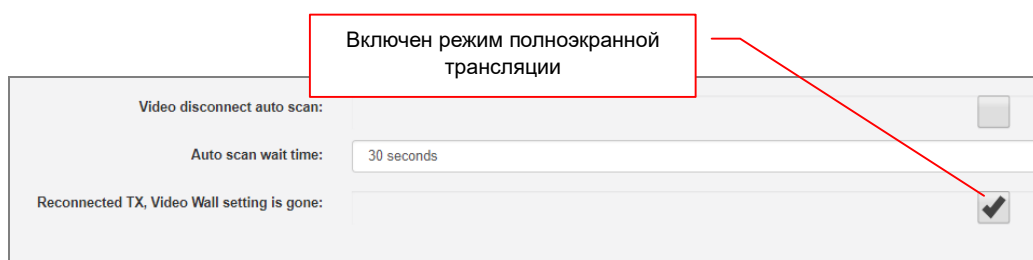 Включен режим полноэкранной
трансляции
Video disconnect auto scan:
Auto scan wait time:
30 seconds
Reconnected TX, Video Wall setting is gone: